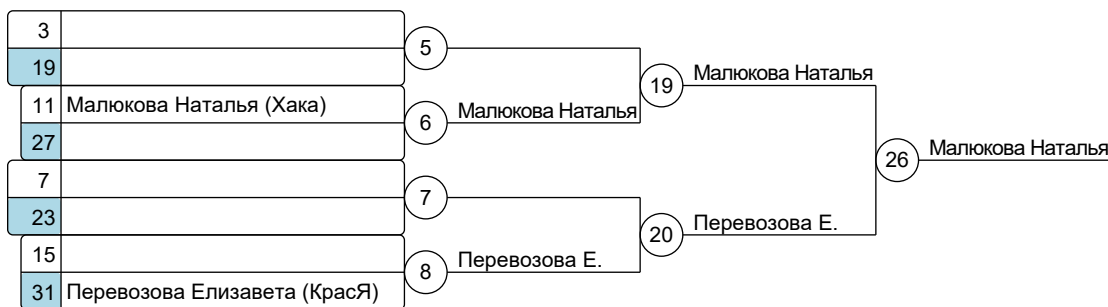 3
19
5
11 Малюкова Наталья (Хака)
27
6
Малюкова Наталья
19
Малюкова Наталья
7
23
7
15
31 Перевозова Елизавета (КрасЯ)
8
Перевозова Е.
20
Перевозова Е.
26
Малюкова Наталья